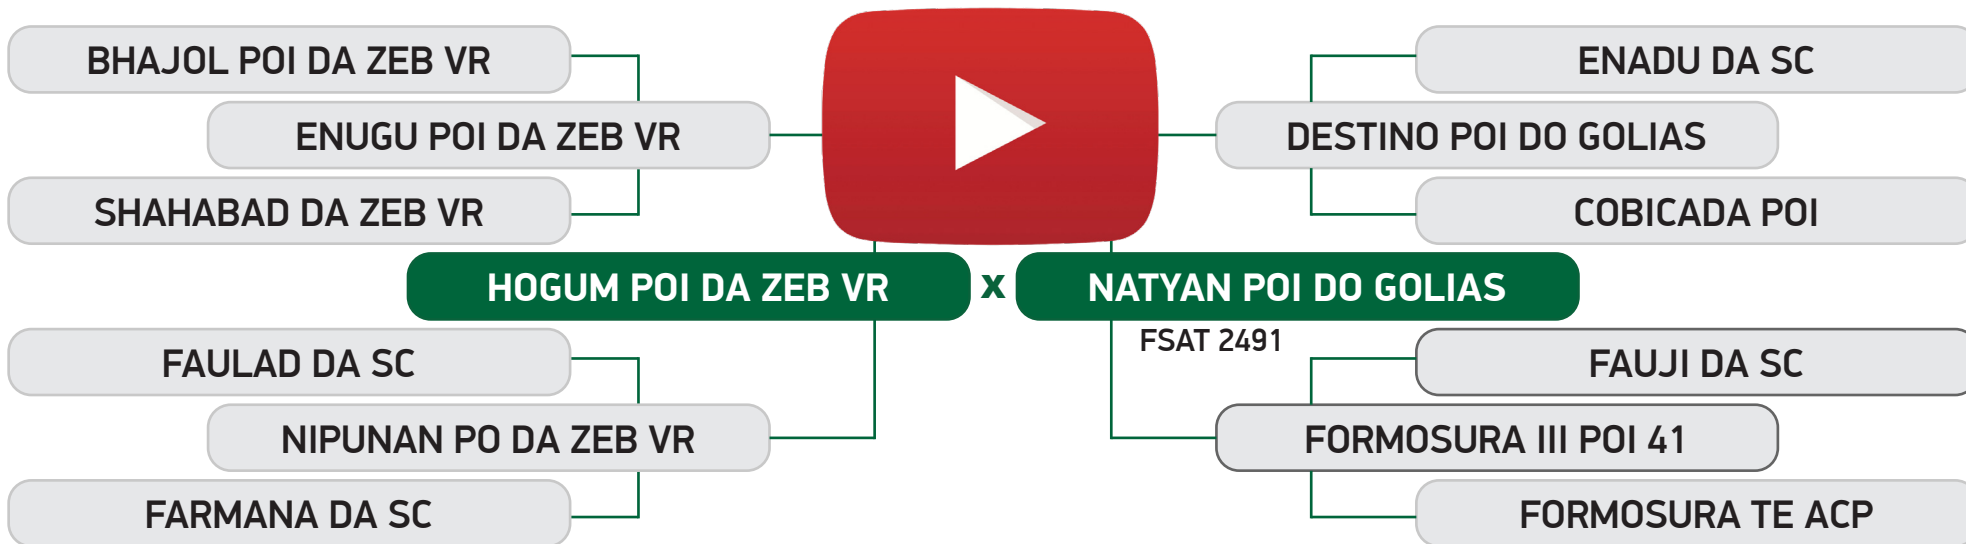 BHAJOL POI DA ZEB VR
ENADU DA SC
ENUGU POI DA ZEB VR
DESTINO POI DO GOLIAS
SHAHABAD DA ZEB VR
COBICADA POI
HOGUM POI DA ZEB VR x NATYAN POI DO GOLIAS
FSAT 2491
FAULAD DA SC
FAUJI DA SC
NIPUNAN PO DA ZEB VR
FORMOSURA III POI 41
FARMANA DA SC
FORMOSURA TE ACP